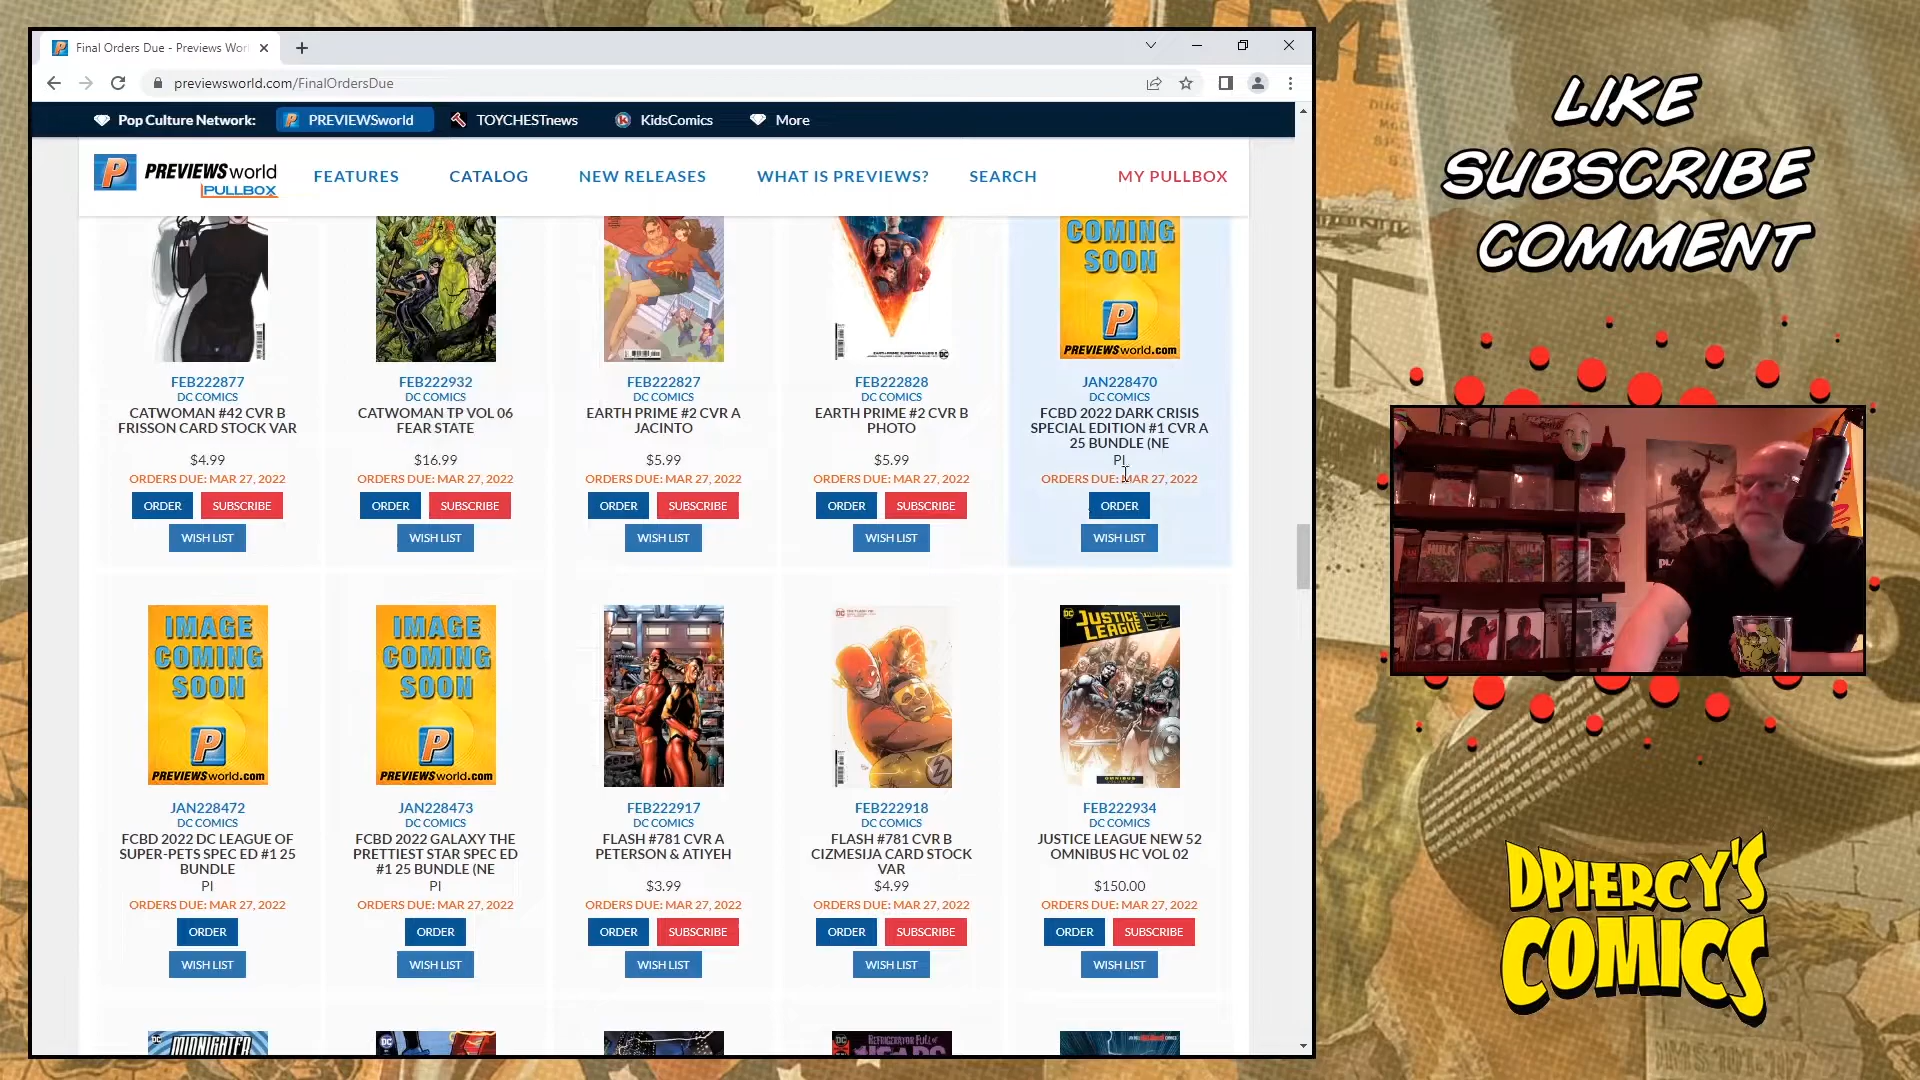 Final Orders Due - Previews Wor
previewsworld.com/FinalOrdersDue
Pop Culture Network:
PREVIEWSworld
TOYCHESTnews
KidsComics
More
PREVIEWSworld
PULLBOX
FEATURES
CATALOG
NEW RELEASES
WHAT IS PREVIEWS?
SEARCH
MY PULLBOX
COMING
SOON
P
PREVIEWSworld.com
FEB222877
DC COMICS
CATWOMAN #42 CVR B
FRISSON CARD STOCK VAR
$4.99
ORDERS DUE: MAR 27, 2022
ORDER
SUBSCRIBE
WISH LIST
FEB222932
DC COMICS
CATWOMAN TP VOL 06
FEAR STATE
$16.99
ORDERS DUE: MAR 27, 2022
ORDER
SUBSCRIBE
WISH LIST
FEB222827
DC COMICS
EARTH PRIME #2 CVR A
JACINTO
$5.99
ORDERS DUE: MAR 27, 2022
ORDER
SUBSCRIBE
WISH LIST
FEB222828
DC COMICS
EARTH PRIME #2 CVR B
PHOTO
$5.99
ORDERS DUE: MAR 27, 2022
ORDER
SUBSCRIBE
WISH LIST
JAN228470
DC COMICS
FCBD 2022 DARK CRISIS
SPECIAL EDITION #1 CVR A
25 BUNDLE (NE
PI
ORDERS DUE: MAR 27, 2022
ORDER
WISH LIST
IMAGE
COMING
SOON
P
PREVIEWSworld.com
JAN228472
DC COMICS
FCBD 2022 DC LEAGUE OF
SUPER-PETS SPEC ED #1 25
BUNDLE
PI
ORDERS DUE: MAR 27, 2022
ORDER
WISH LIST
IMAGE
COMING
SOON
P
PREVIEWSworld.com
JAN228473
DC COMICS
FCBD 2022 GALAXY THE
PRETTIEST STAR SPEC ED
#1 25 BUNDLE (NE
PI
ORDERS DUE: MAR 27, 2022
ORDER
WISH LIST
FEB222917
DC COMICS
FLASH #781 CVR A
PETERSON & ATIYEH
$3.99
ORDERS DUE: MAR 27, 2022
ORDER
SUBSCRIBE
WISH LIST
FEB222918
DC COMICS
FLASH #781 CVR B
CIZMESIJA CARD STOCK
VAR
$4.99
ORDERS DUE: MAR 27, 2022
ORDER
SUBSCRIBE
WISH LIST
JUSTICE
LEAGUE
52
OMNIBUS
FEB222934
DC COMICS
JUSTICE LEAGUE NEW 52
OMNIBUS HC VOL 02
$150.00
ORDERS DUE: MAR 27, 2022
ORDER
SUBSCRIBE
WISH LIST
MIDNIGHTER
REFRIGERATOR FULL OF
LIKE
SUBSCRIBE
COMMENT
HULK
DPIERCY'S
COMICS